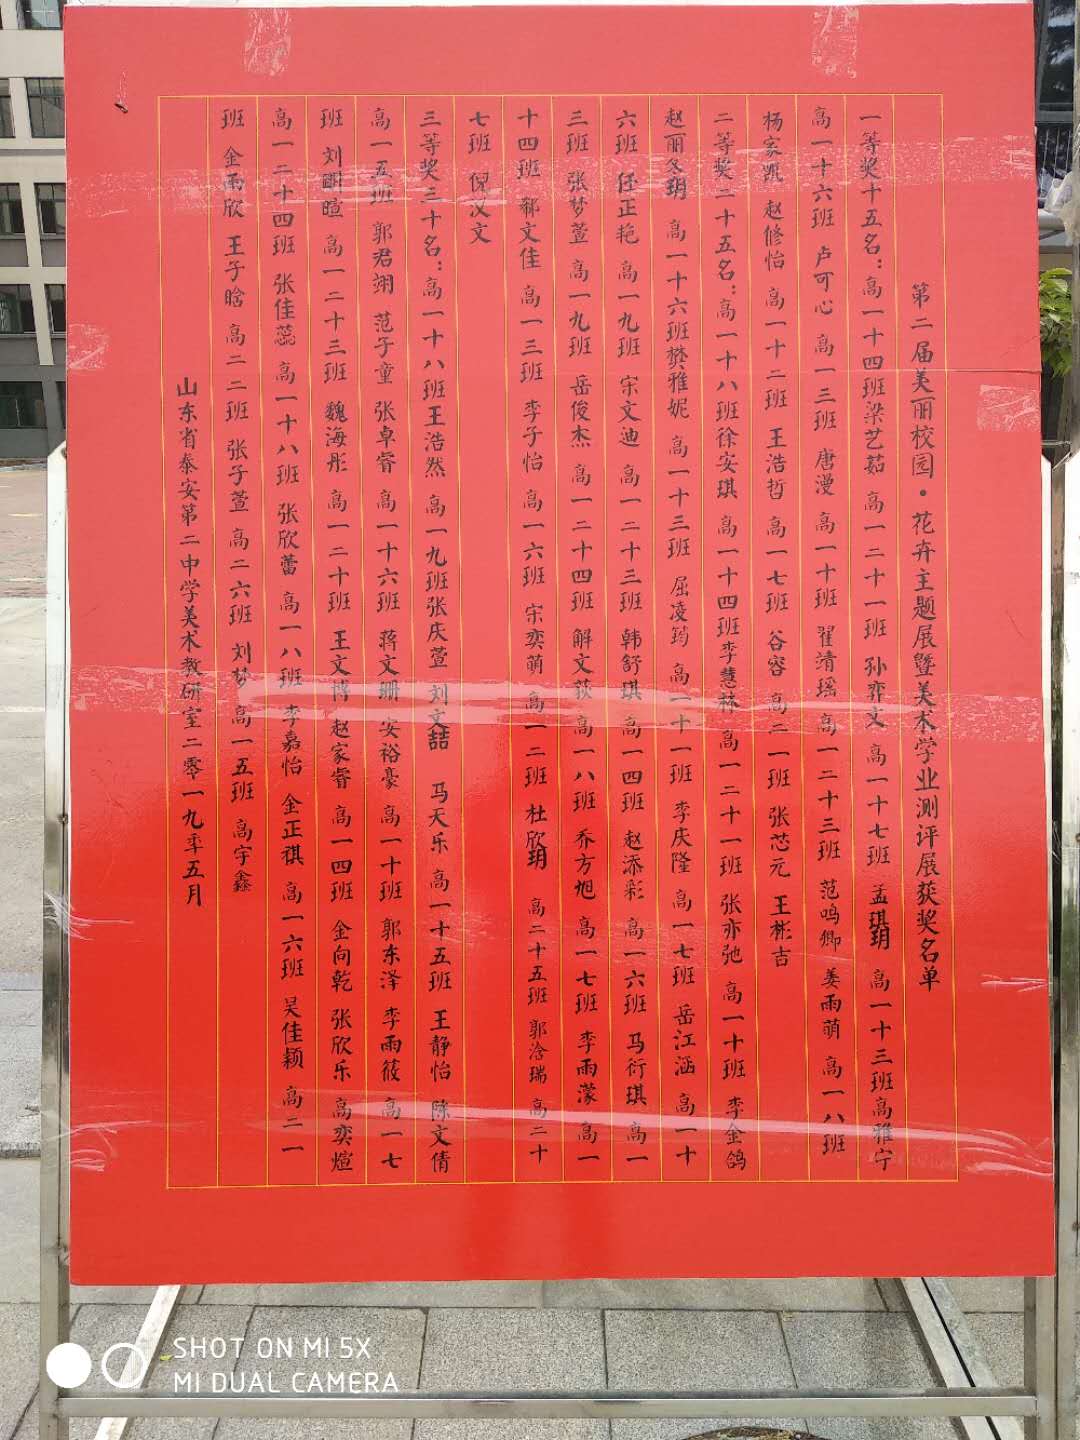 第二届美丽校园·花卉主题展暨美术学业测评展获奖名单
一等奖十五名：高一十四班梁艺茹 高一二十一班 孙弈文 高一十七班 孟琪玥 高一十三班高雅宁
高一十六班 卢可心 高一三班 唐漫 高一十班 翟清瑶 高一二十三班 范鸣卿 姜雨萌 高一八班
杨家凯 赵修怡 高一十二班 王浩哲 高一七班 谷容 高二一班 张芯元 王彬吉
二等奖二十五名：高一十八班徐安琪 高一十四班李慧林 高一二十一班 张亦弛 高一十班 李金鸽
赵丽冬玥 高一十六班樊雅妮 高一十三班 屈凌筠 高一十一班 李庆隆 高一七班 岳江涵 高一十
六班 任正艳 高一九班 宋文迪 高一二十三 韩舒琪 高一四班 赵添彩 高一六班 马衍琪 高一
三班 张梦萱 高一九班 岳俊杰 高一二十四班 解文荻 高一八班 乔方旭 高一七班 李雨濛 高一
十四班 郗文佳 高一三班 李子怡 高一六班 宋奕萌 高一二班 杜欣玥 高二十五班 郭浛瑞 高二十
七班 倪汉文
三等奖三十名：高一十八班王浩然 高一九班张庆萱 刘文喆 马天乐 高一十五班 王静怡 陈文倩
高一五班 郭君翊 范子童 张卓睿 高一十六班 蒋文珊 安裕豪 高一十班 郭东泽 李雨筱 高一七
班 刘明暄 高一二十三班 魏海彤 高一二十班 王文博 赵家睿 高一四班 金向乾 张欣乐 高奕煊
高一二十四班 张佳蕊 高一十八班 张欣蕾 高一八班 李嘉怡 金正祺 高一六班 吴佳颖 高二一
班 金雨欣 王子晗 高二二班 张子萱 高二六班 刘梦 高一五班 高宇鑫
山东省泰安第二中学美术教研室二零一九年五月
SHOT ON MI 5X
MI DUAL CAMERA